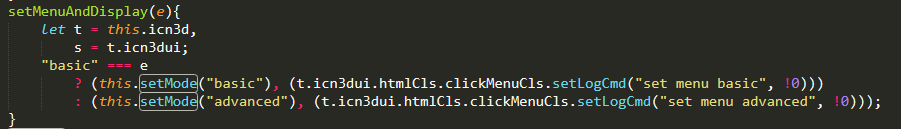 setMenuAndDisplay(e){
    let t = this.icn3d,
        s = t.icn3dui;
    "basic" === e
        ? (this.setMode("basic"), (t.icn3dui.htmlCls.clickMenuCls.setLogCmd("set menu basic", !0)))
        : (this.setMode("advanced"), (t.icn3dui.htmlCls.clickMenuCls.setLogCmd("set menu advanced", !0)));
}